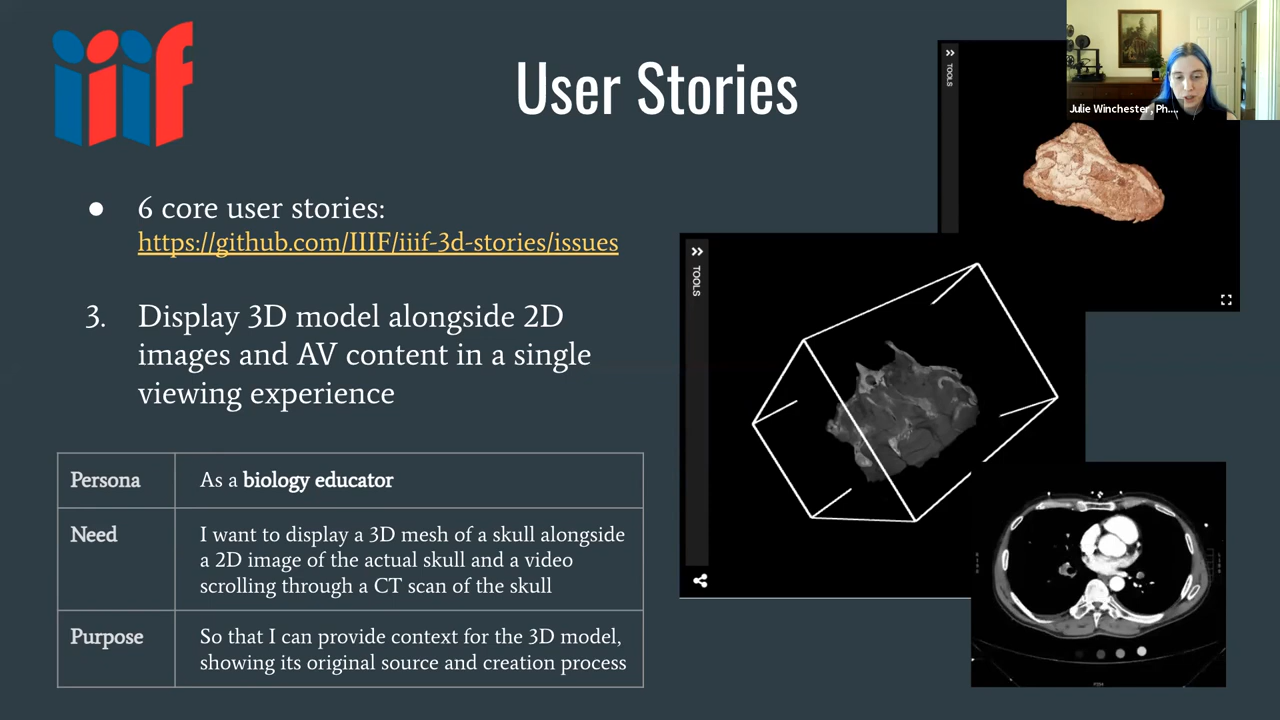 iiif
User Stories
TOOLS
Julie Winchester, Ph....
● 6 core user stories:
https://github.com/IIIF/iiif-3d-stories/issues
TOOLS
3. Display 3D model alongside 2D
images and AV content in a single
viewing experience
Persona As a biology educator
Need I want to display a 3D mesh of a skull alongside
a 2D image of the actual skull and a video
scrolling through a CT scan of the skull
Purpose So that I can provide context for the 3D model,
showing its original source and creation process